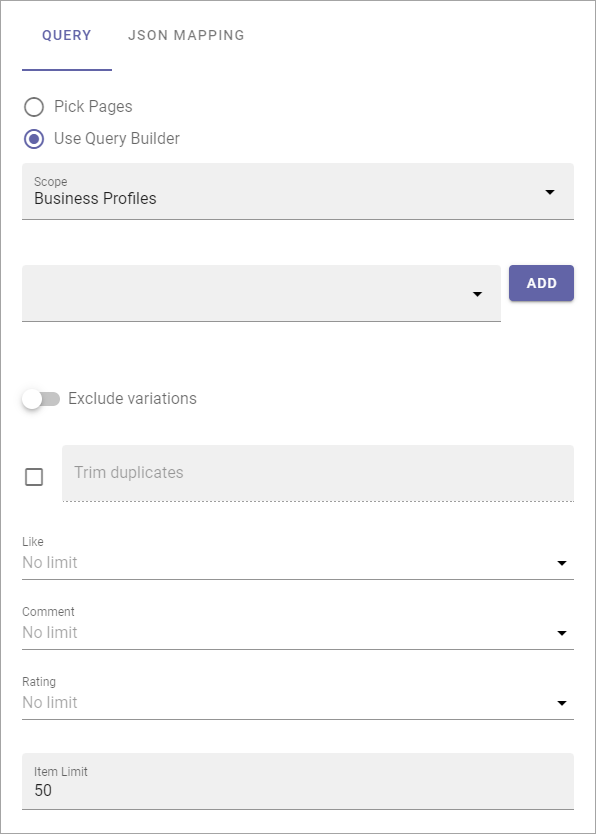 QUERY JSON MAPPING
Pick Pages
Use Query Builder
Scope
Business Profiles
ADD
Exclude variations
Trim duplicates
Like
No limit
Comment
No limit
Rating
No limit
Item Limit
50